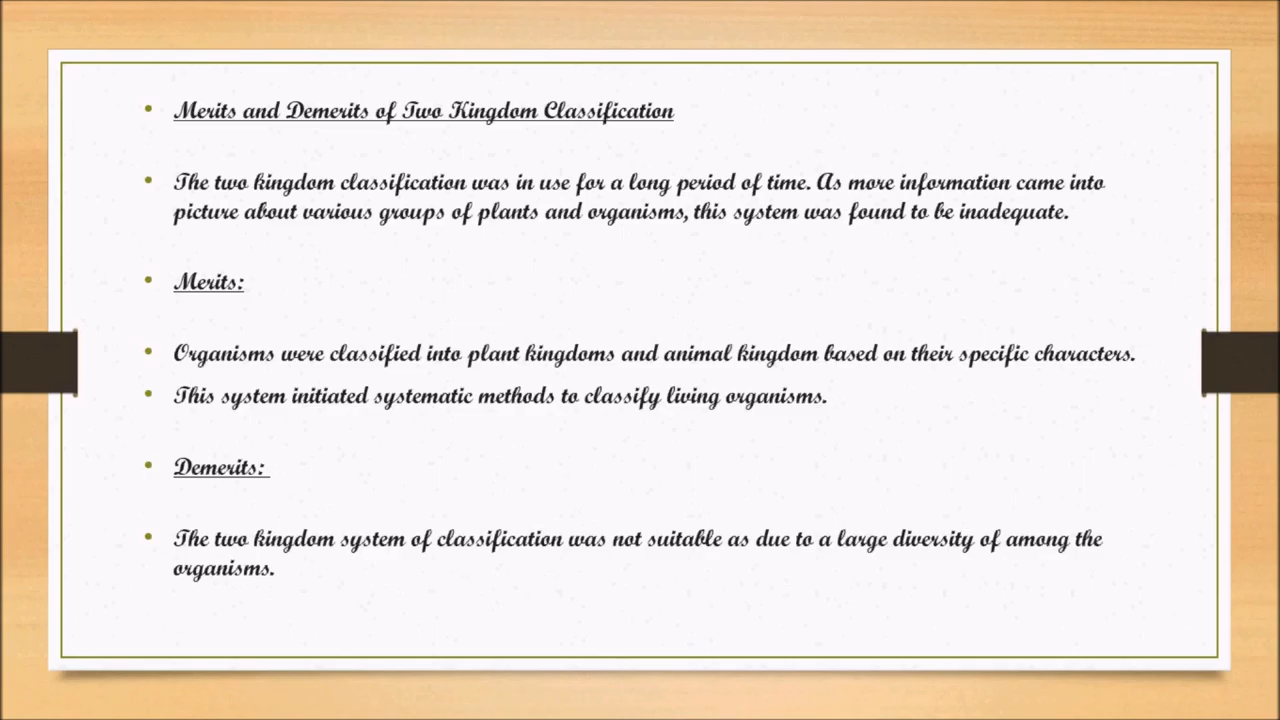 • Merits and Demerits of Two Kingdom Classification
• The two kingdom classification was in use for a long period of time. As more information came into
picture about various groups of plants and organisms, this system was found to be inadequate.
• Merits:
• Organisms were classified into plant kingdoms and animal kingdom based on their specific characters.
• This system initiated systematic methods to classify living organisms.
• Demerits:
• The two kingdom system of classification was not suitable as due to a large diversity of among the
organisms.